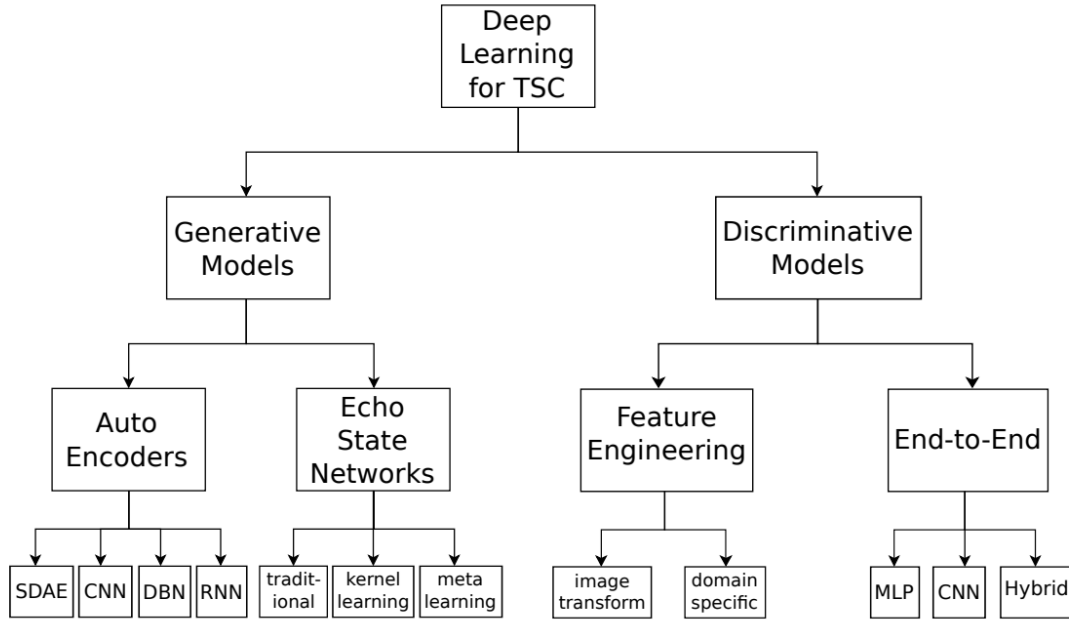 Deep
Learning
for TSC
Generative
Models
Discriminative
Models
Auto
Encoders
Echo
State
Networks
Feature
Engineering
End-to-End
SDAE
CNN
DBN
RNN
tradit-
ional
kernel
learning
meta
learning
image
transform
domain
specific
MLP
CNN
Hybrid